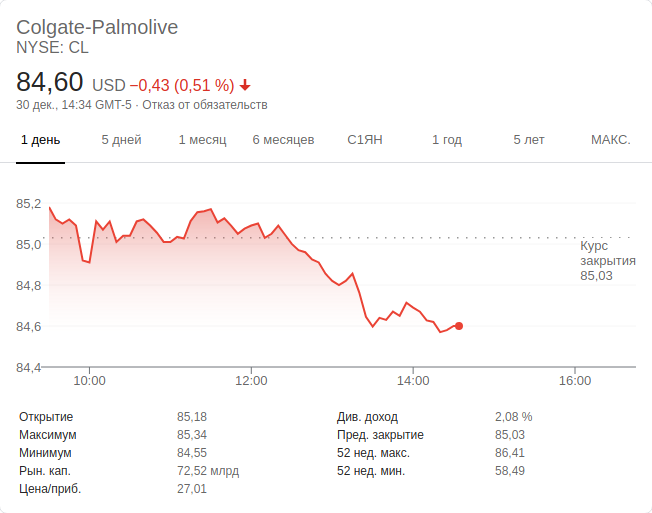 Colgate-Palmolive
NYSE: CL
84,60 USD −0,43 (0,51 %)
30 дек., 14:34 GMT-5 · Отказ от обязательств
1 день 5 дней 1 месяц 6 месяцев С1ЯН 1 год 5 лет МАКС.
85,2
85,0
84,8
84,6
84,4
Курс
закрытия
85,03
10:00 12:00 14:00 16:00
Открытие 85,18 Див. доход 2,08 %
Максимум 85,34 Пред. закрытие 85,03
Минимум 84,55 52 нед. макс. 86,41
Рын. кап. 72,52 млрд 52 нед. мин. 58,49
Цена/приб. 27,01